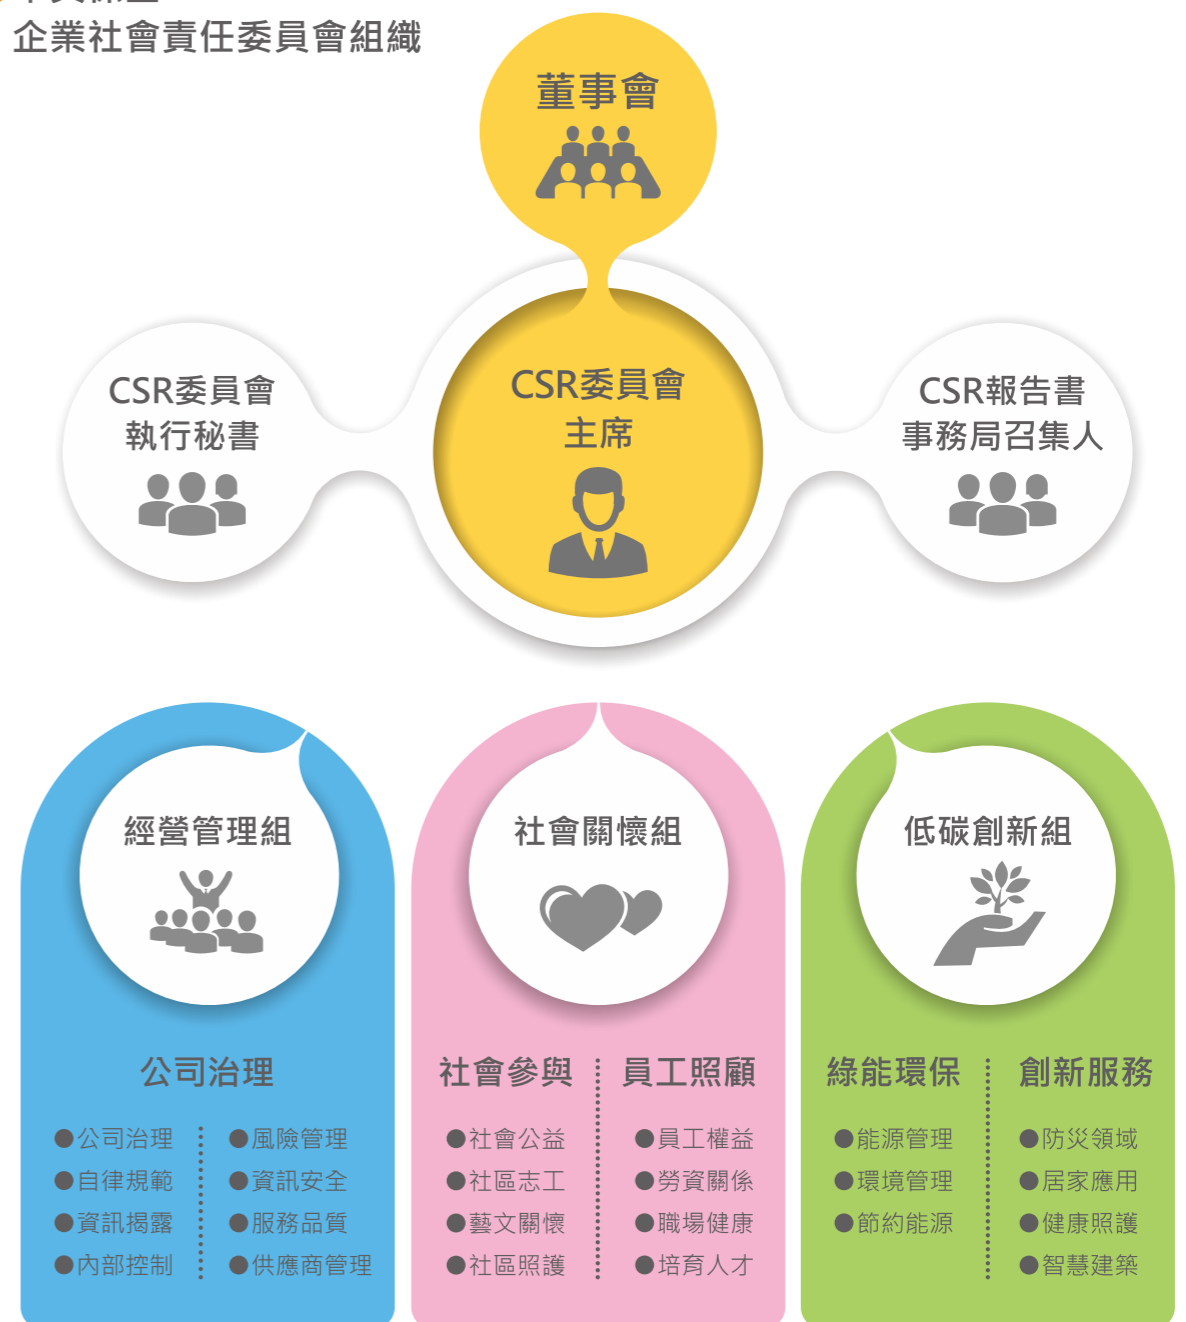 企業社會責任委員會組織
董事會
CSR委員會
主席
CSR委員會
執行秘書
CSR報告書
事務局召集人
經營管理組
公司治理
●公司治理
●自律規範
●資訊揭露
●內部控制
●風險管理
●資訊安全
●服務品質
●供應商管理
社會關懷組
社會參與
●社會公益
●社區志工
●藝文關懷
●社區照護
員工照顧
●員工權益
●勞資關係
●職場健康
●培育人才
低碳創新組
綠能環保
●能源管理
●環境管理
●節約能源
創新服務
●防災領域
●居家應用
●健康照護
●智慧建築